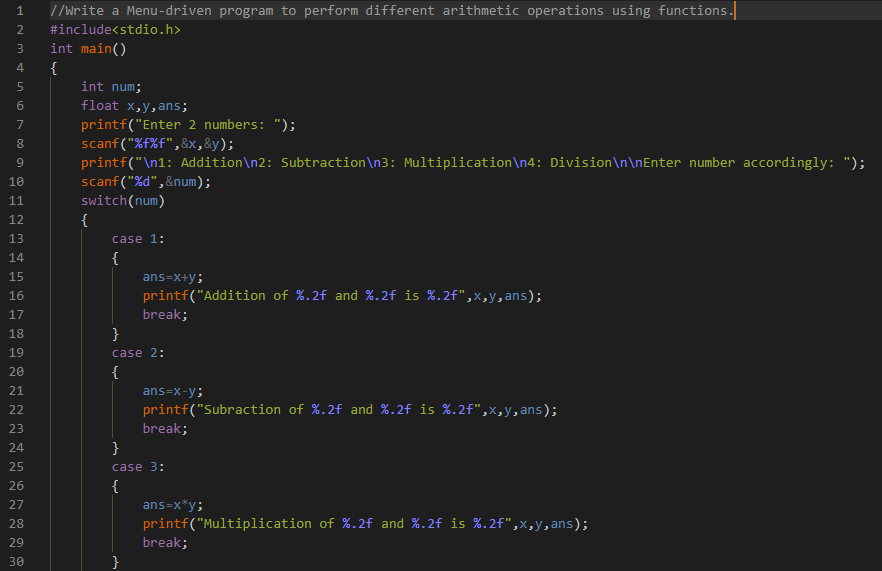 1 //Write a Menu-driven program to perform different arithmetic operations using functions.
2 #include<stdio.h>
3 int main()
4 {
5     int num;
6     float x,y,ans;
7     printf("Enter 2 numbers: ");
8     scanf("%f%f",&x,&y);
9     printf("\n1: Addition\n2: Subtraction\n3: Multiplication\n4: Division\n\nEnter number accordingly: ");
10     scanf("%d",&num);
11     switch(num)
12     {
13         case 1:
14         {
15             ans=x+y;
16             printf("Addition of %.2f and %.2f is %.2f",x,y,ans);
17             break;
18         }
19         case 2:
20         {
21             ans=x-y;
22             printf("Subraction of %.2f and %.2f is %.2f",x,y,ans);
23             break;
24         }
25         case 3:
26         {
27             ans=x*y;
28             printf("Multiplication of %.2f and %.2f is %.2f",x,y,ans);
29             break;
30         }